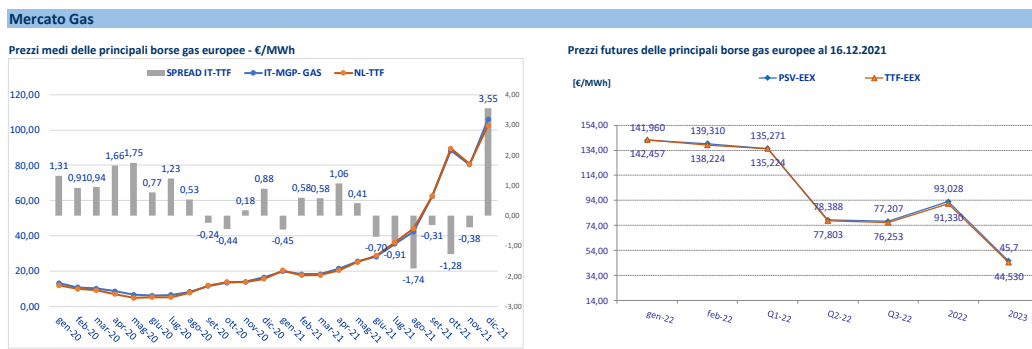 Mercato Gas
Prezzi medi delle principali borse gas europee - €/MWh
SPREAD IT-TTF IT-MGP- GAS NL-TTF
120,00
100,00
80,00
60,00
40,00
20,00
0,00
4,00
3,00
2,00
1,00
0,00
-1,00
-2,00
-3,00
1,31
0,91
0,94
1,66
1,75
0,77
1,23
0,53
-0,24
-0,44
0,18
0,88
-0,45
0,58
0,58
1,06
0,41
-0,70
-0,91
-1,74
-0,31
-1,28
-0,38
3,55
gen-20
feb-20
mar-20
apr-20
mag-20
giu-20
lug-20
ago-20
set-20
ott-20
nov-20
dic-20
gen-21
feb-21
mar-21
apr-21
mag-21
giu-21
lug-21
ago-21
set-21
ott-21
nov-21
dic-21
Prezzi futures delle principali borse gas europee al 16.12.2021
[€/MWh]
PSV-EEX TTF-EEX
154,00
134,00
114,00
94,00
74,00
54,00
34,00
14,00
141,960
139,310
135,271
78,388
77,207
93,028
45,7
142,457
138,224
135,224
77,803
76,253
91,330
44,530
gen-22
feb-22
Q1-22
Q2-22
Q3-22
2022
2023